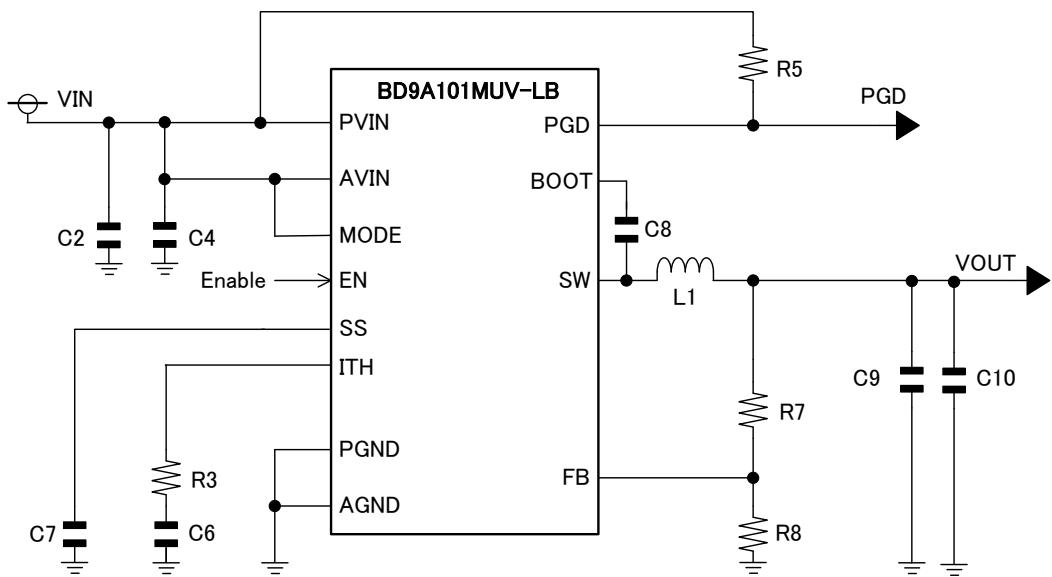 R5
BD9A101MUV-LB
VIN
PGD
PVIN
PGD
AVIN
BOOT
C2
C4
MODE
C8
Enable
EN
SW
L1
VOUT
SS
ITH
C9
C10
R7
PGND
R3
FB
AGND
C7
C6
R8